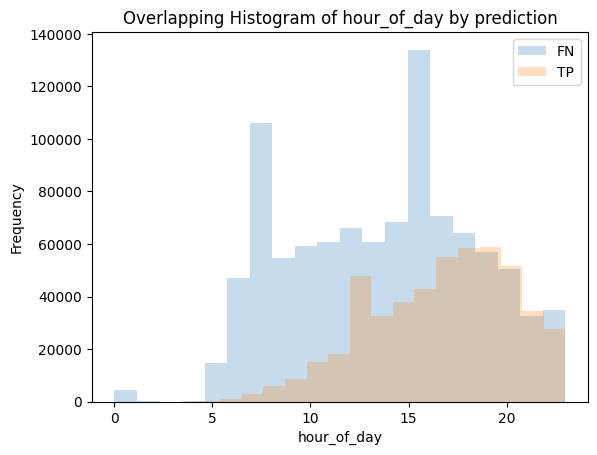 Overlapping Histogram of hour_of_day by prediction
140000
120000
100000
80000
60000
40000
20000
0
Frequency
FN
TP
0 5 10 15 20
hour_of_day